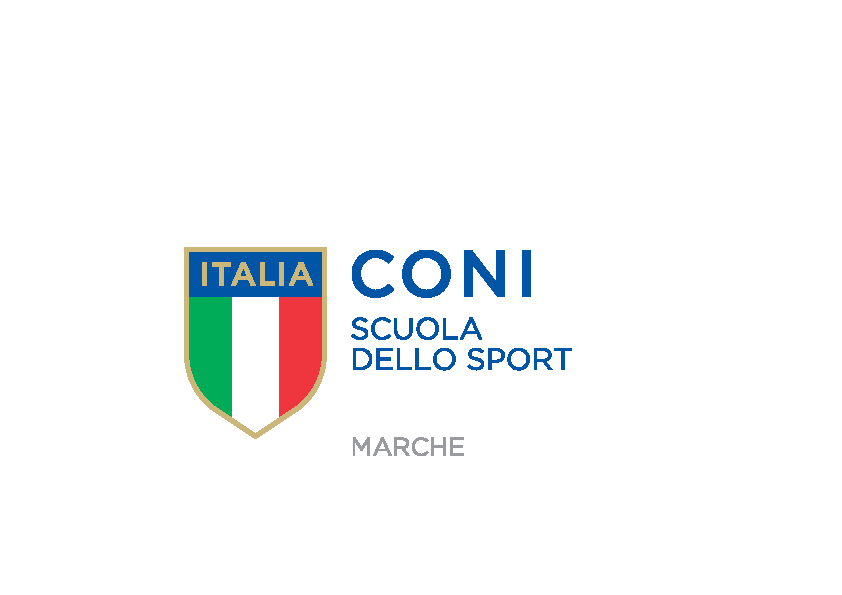 ITALIA
CONI
SCUOLA
DELLO SPORT
MARCHE